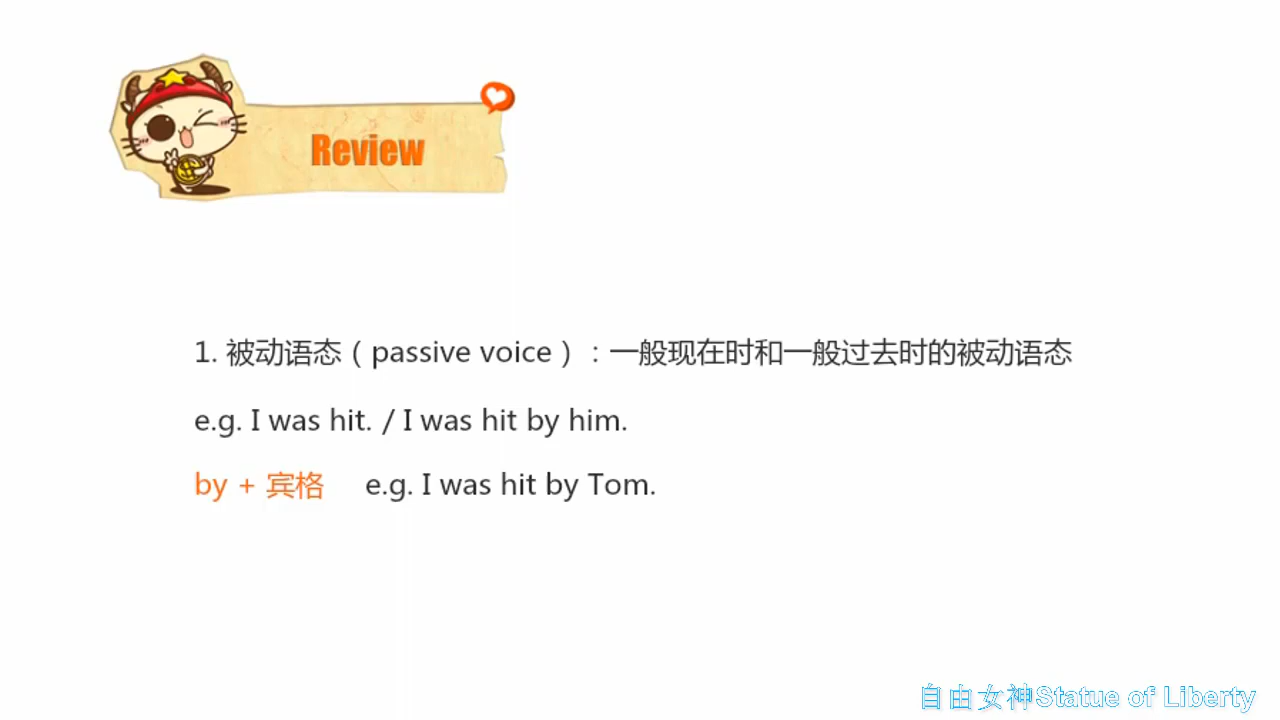 Review
1. 被动语态（passive voice）：一般现在时和一般过去时的被动语态
e.g. I was hit. / I was hit by him.
by + 宾格 e.g. I was hit by Tom.
自由女神Statue of Liberty